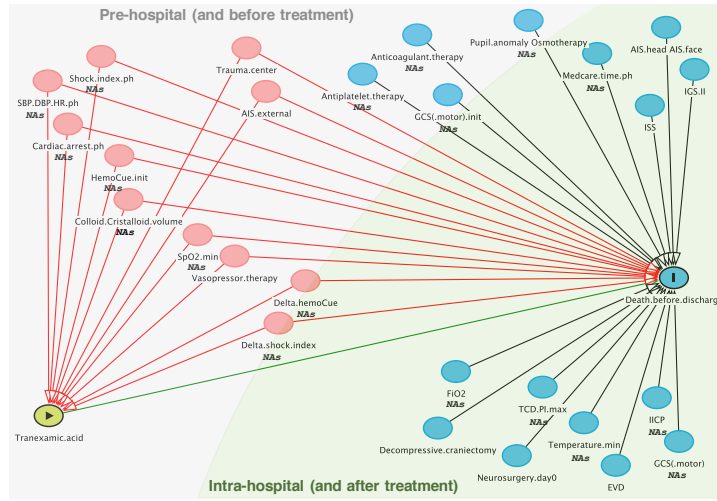 Pre-hospital (and before treatment)
Pupil.anomaly Osmotherapy
NAs
AIS.head AIS.face
Anticoagulant.therapy
NAs
Trauma.center
Shock.index.ph
NAs
Medcare.time.ph
NAs
IGS.II
SBP.DBP.HR.ph
NAs
Antiplatelet.therapy
NAs
AIS.external
GCS(.motor).init
NAs
ISS
Cardiac.arrest.ph
NAs
HemoCue.init
NAs
Colloid.Cristalloid.volume
NAs
SpO2.min
NAs
Vasopressor.therapy
Delta.hemoCue
NAs
Death.before.discharg
Delta.shock.index
NAs
FiO2
NAs
TCD.PI.max
NAs
IICP
NAs
Tranexamic.acid
Decompressive.craniectomy
Temperature.min
NAs
GCS(.motor)
NAs
Neurosurgery.day0
EVD
Intra-hospital (and after treatment)